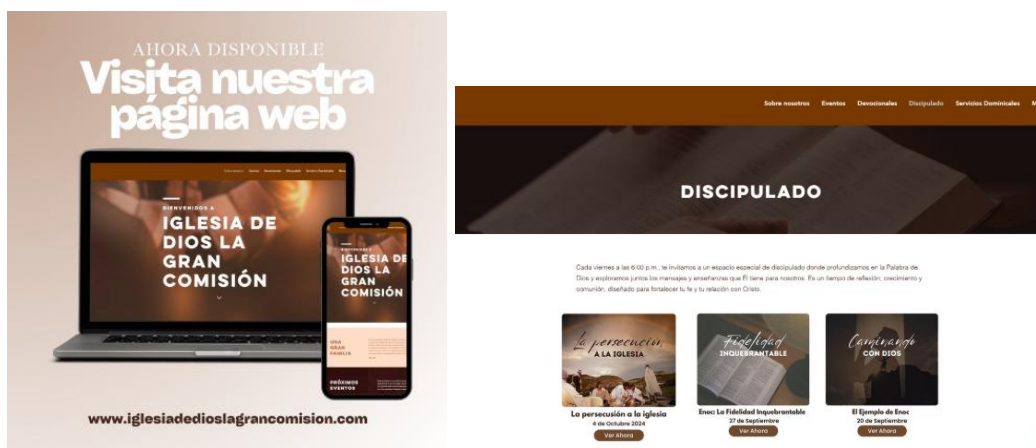 AHORA DISPONIBLE
Visita nuestra
página web
BIENVENIDOS A
IGLESIA DE
DIOS LA
GRAN
COMISIÓN
BIENVENIDOS A
IGLESIA DE
DIOS LA
GRAN
COMISIÓN
UNA
GRAN
FAMILIA
PRÓXIMOS
EVENTOS
www.iglesiadedioslagrancomision.com
Sobre nosotros Eventos Devocionales Discipulado Servicios Dominicales M
DISCIPULADO
Cada viernes a las 6:00 p.m., te invitamos a un espacio especial de discipulado donde profundizamos en la Palabra de
Dios y exploramos juntos los mensajes y enseñanzas que Él tiene para nosotros. Es un tiempo de reflexión, crecimiento y
comunión, diseñado para fortalecer tu fe y tu relación con Cristo.
La persecución
A LA IGLESIA
La persecusión a la iglesia
4 de Octubre 2024
Ver Ahora
Fidelidad
INQUEBRANTABLE
Enoc: La Fidelidad Inquebrantable
27 de Septiembre
Ver Ahora
Caminando
CON DIOS
El Ejemplo de Enoc
20 de Septiembre
Ver Ahora